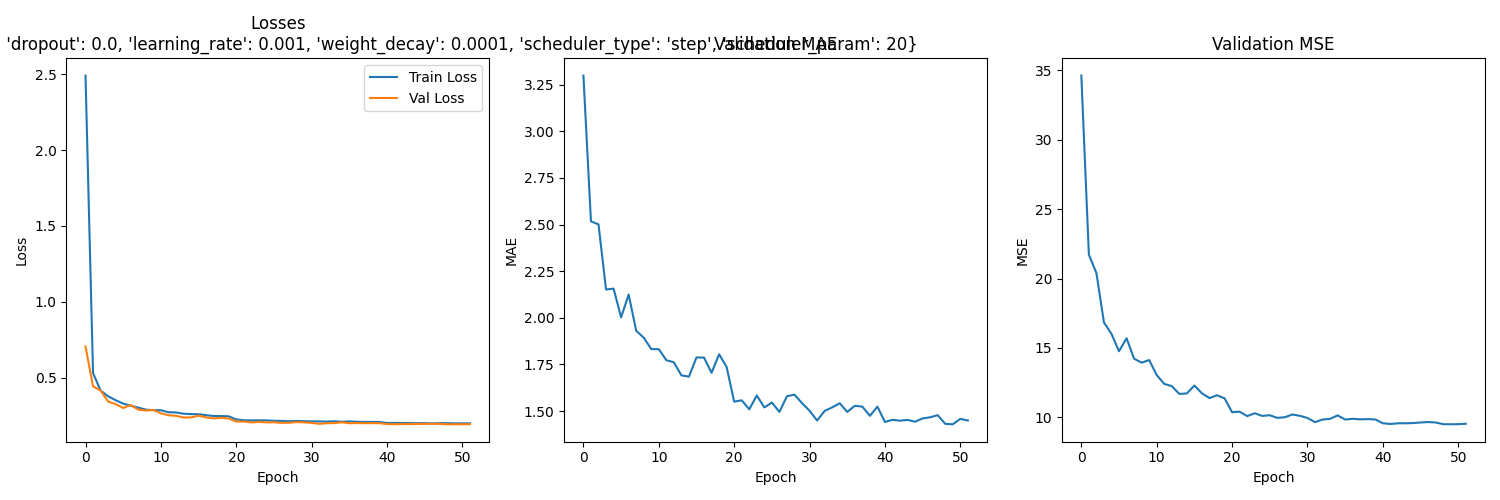 Losses
'dropout': 0.0, 'learning_rate': 0.001, 'weight_decay': 0.0001, 'scheduler_type': 'step', 'scheduler_param': 20}
Validation MAE
Validation MSE
Train Loss
Val Loss
2.5
2.0
1.5
1.0
0.5
Loss
0 10 20 30 40 50
Epoch
3.25
3.00
2.75
2.50
2.25
2.00
1.75
1.50
MAE
0 10 20 30 40 50
Epoch
35
30
25
20
15
10
MSE
0 10 20 30 40 50
Epoch